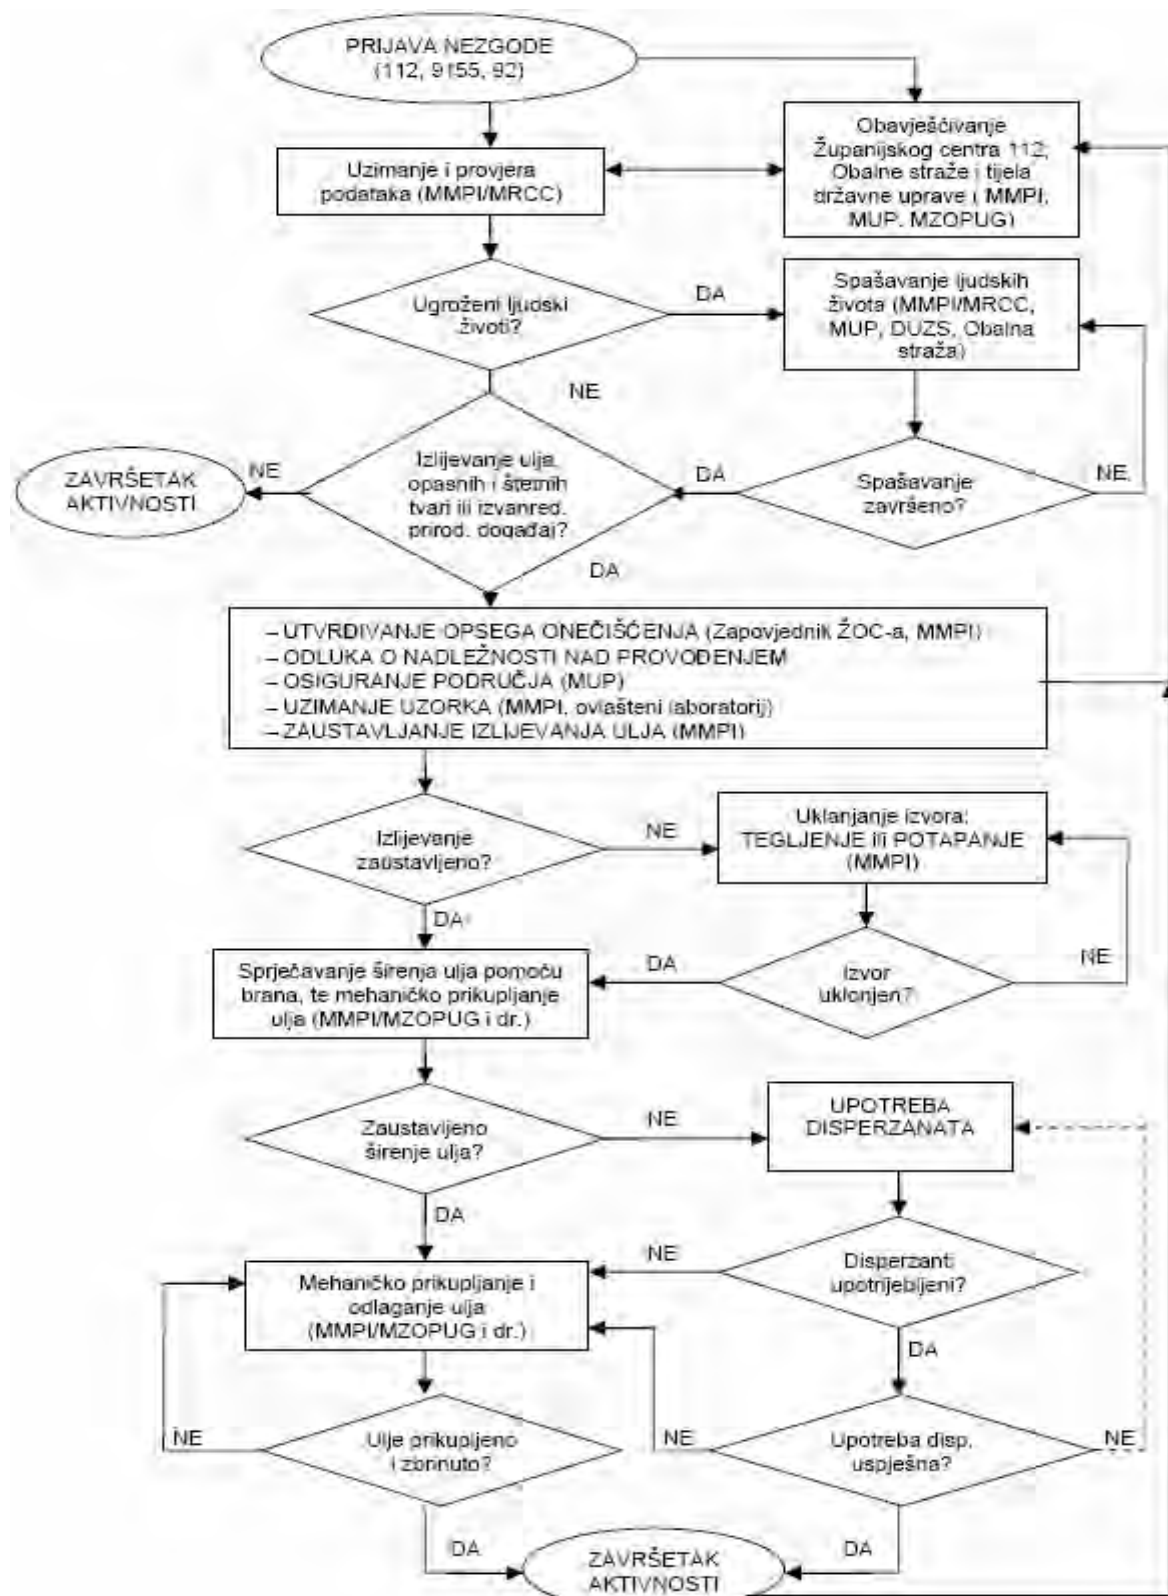 PRIJAVA NEZGODE
(112, 9155, 92)
Obavješćivanje
Županijskog centra 112,
Obalne straže i tijela
državne uprave ( MMPI,
MUP, MZOPUG)
Uzimanje i provjera
podataka (MMPI/MRCC)
Ugroženi ljudski
životi?
DA
Spašavanje ljudskih
života (MMPI/MRCC,
MUP, DUZS, Obalna
straža)
NE
ZAVRŠETAK
AKTIVNOSTI
NE
Izlijevanje ulja,
opasnih i štetnih
tvari ili izvanred.
prirod. događaj?
DA
Spašavanje
završeno?
NE
DA
– UTVRĐIVANJE OPSEGA ONEČIŠĆENJA (Zapovjednik ŽOC-a, MMPI)
– ODLUKA O NADLEŽNOSTI NAD PROVOĐENJEM
– OSIGURANJE PODRUČJA (MUP)
– UZIMANJE UZORKA (MMPI, ovlašteni laboratorij)
– ZAUSTAVLJANJE IZLIJEVANJA ULJA (MMPI)
Izlijevanje
zaustavljeno?
NE
Uklanjanje izvora:
TEGLJENJE ili POTAPANJE
(MMPI)
DA
Sprječavanje širenja ulja pomoću
brana, te mehaničko prikupljanje
ulja (MMPI/MZOPUG i dr.)
DA
Izvor
uklonjen?
NE
Zaustavljeno
širenje ulja?
NE
UPOTREBA
DISPERZANATA
DA
Mehaničko prikupljanje i
odlaganje ulja
(MMPI/MZOPUG i dr.)
NE
Disperzanti
upotrijebljeni?
DA
NE
Ulje prikupljeno
i zbrinuto?
NE
Upotreba disp.
uspješna?
NE
DA
ZAVRŠETAK
AKTIVNOSTI
DA